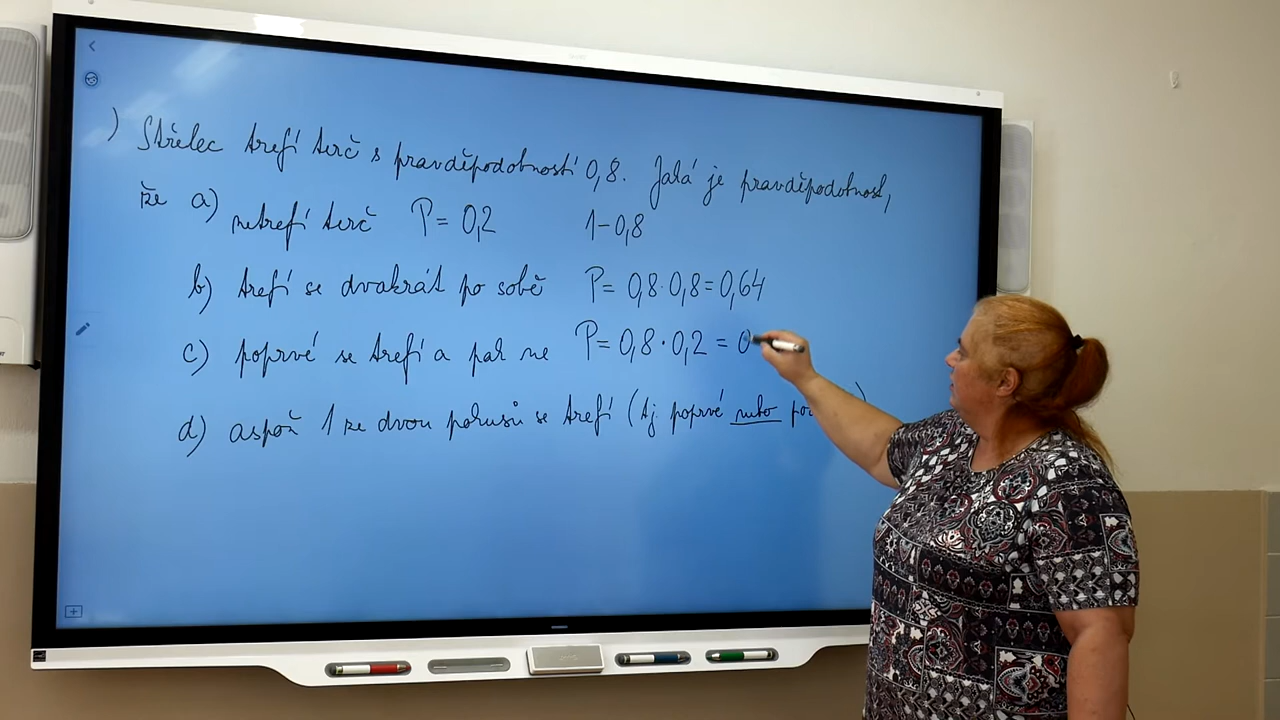 ) Střelec trefí terč s pravděpodobností 0,8. Jaká je pravděpodobnost,
že a) netrefí terč P= 0,2 1-0,8
b) trefí se dvakrát po sobě P= 0,8·0,8=0,64
c) poprvé se trefí a pak ne P= 0,8·0,2 = 0
d) aspoň 1 ze dvou pokusů se trefí (tj poprvé nebo )